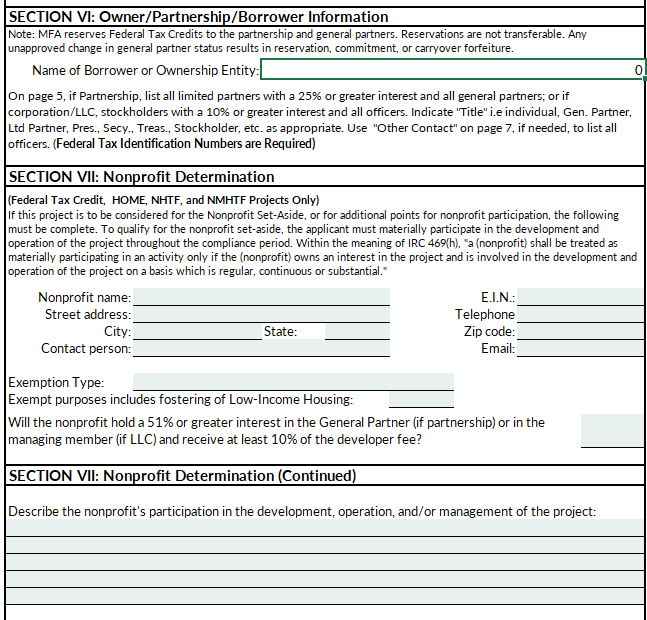 SECTION VI: Owner/Partnership/Borrower Information
Note: MFA reserves Federal Tax Credits to the partnership and general partners. Reservations are not transferable. Any
unapproved change in general partner status results in reservation, commitment, or carryover forfeiture.
Name of Borrower or Ownership Entity: 0
On page 5, if Partnership, list all limited partners with a 25% or greater interest and all general partners; or if
corporation/LLC, stockholders with a 10% or greater interest and all officers. Indicate "Title" i.e individual, Gen. Partner,
Ltd Partner, Pres., Secy., Treas., Stockholder, etc. as appropriate. Use "Other Contact" on page 7, if needed, to list all
officers. (Federal Tax Identification Numbers are Required)
SECTION VII: Nonprofit Determination
(Federal Tax Credit, HOME, NHTF, and NMHTF Projects Only)
If this project is to be considered for the Nonprofit Set-Aside, or for additional points for nonprofit participation, the following
must be complete. To qualify for the nonprofit set-aside, the applicant must materially participate in the development and
operation of the project throughout the compliance period. Within the meaning of IRC 469(h), "a (nonprofit) shall be treated as
materially participating in an activity only if the (nonprofit) owns an interest in the project and is involved in the development and
operation of the project on a basis which is regular, continuous or substantial."
Nonprofit name: E.I.N.:
Street address: Telephone
City: State: Zip code:
Contact person: Email:
Exemption Type:
Exempt purposes includes fostering of Low-Income Housing:
Will the nonprofit hold a 51% or greater interest in the General Partner (if partnership) or in the
managing member (if LLC) and receive at least 10% of the developer fee?
SECTION VII: Nonprofit Determination (Continued)
Describe the nonprofit's participation in the development, operation, and/or management of the project: